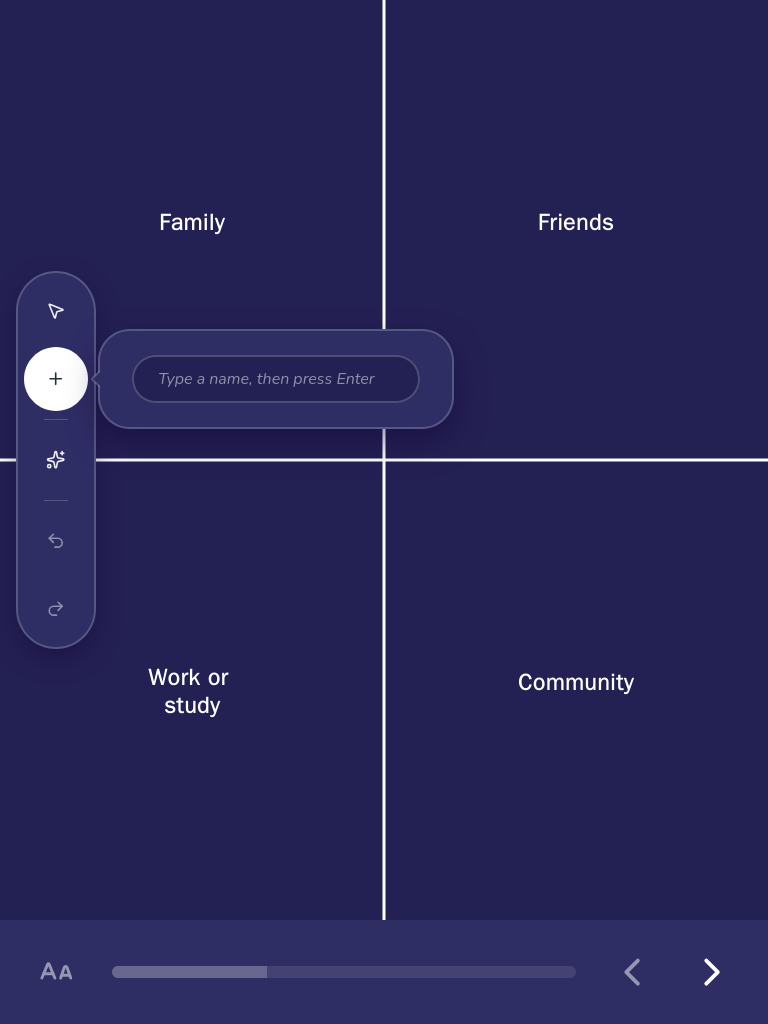 Family
Friends
Type a name, then press Enter
Work or
study
Community
AA